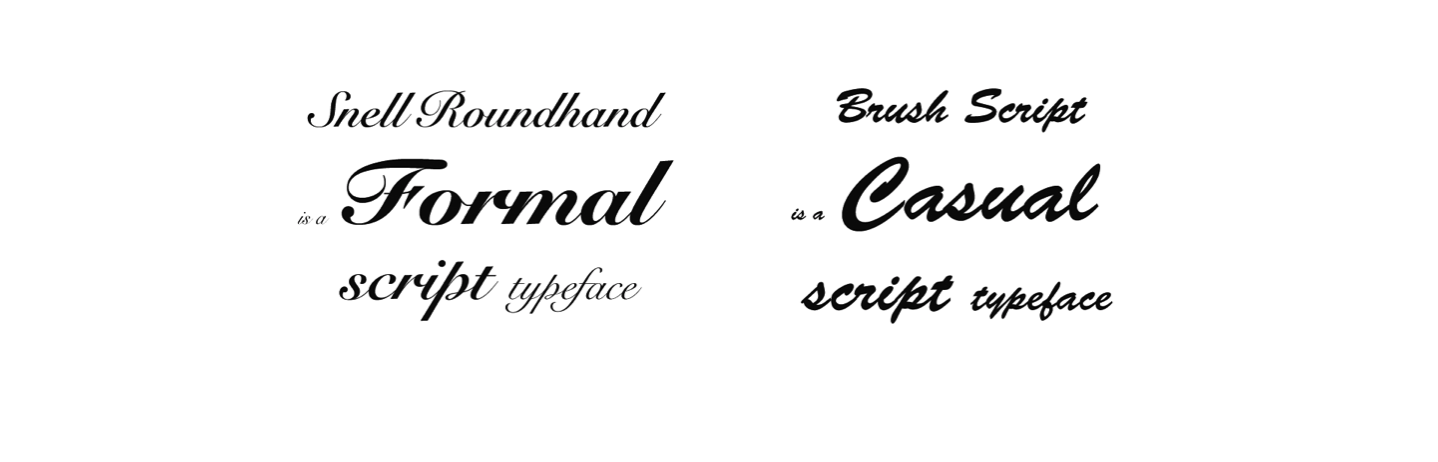 Snell Roundhand
is a Formal
script typeface
Brush Script
is a Casual
script typeface